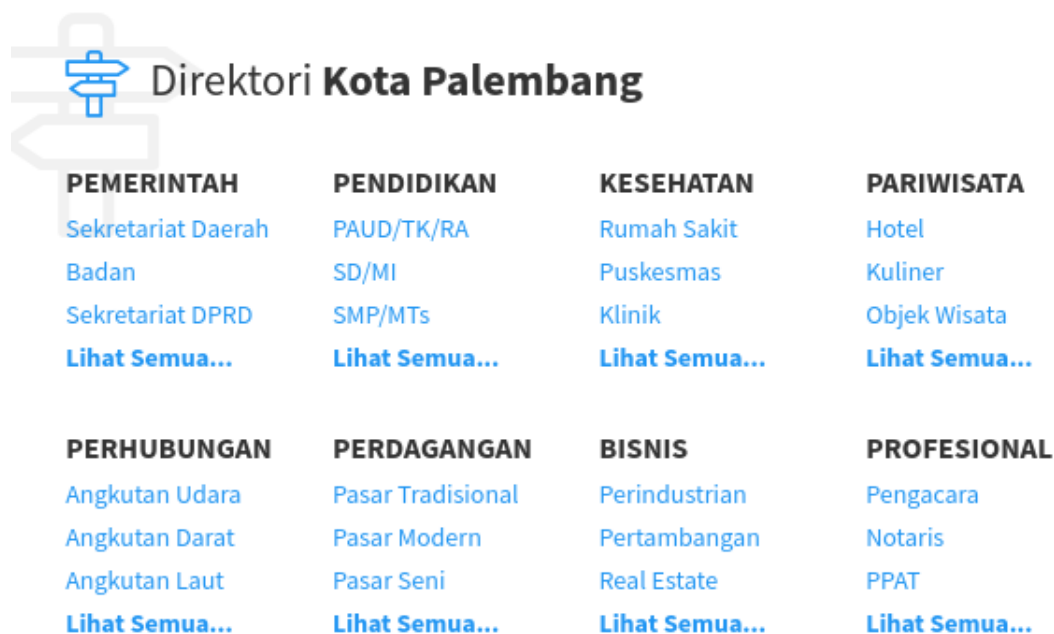 Direktori Kota Palembang
PEMERINTAH
Sekretariat Daerah
Badan
Sekretariat DPRD
Lihat Semua...
PENDIDIKAN
PAUD/TK/RA
SD/MI
SMP/MTs
Lihat Semua...
KESEHATAN
Rumah Sakit
Puskesmas
Klinik
Lihat Semua...
PARIWISATA
Hotel
Kuliner
Objek Wisata
Lihat Semua...
PERHUBUNGAN
Angkutan Udara
Angkutan Darat
Angkutan Laut
Lihat Semua...
PERDAGANGAN
Pasar Tradisional
Pasar Modern
Pasar Seni
Lihat Semua...
BISNIS
Perindustrian
Pertambangan
Real Estate
Lihat Semua...
PROFESIONAL
Pengacara
Notaris
PPAT
Lihat Semua...